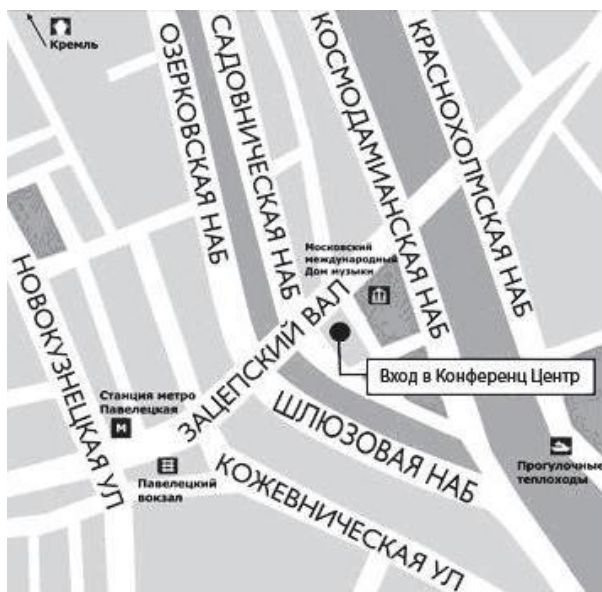 Кремль
ОЗЕРКОВСКАЯ НАБ
САДОВНИЧЕСКАЯ НАБ
КОСМОДАМИАНСКАЯ НАБ
КРАСНОХОЛМСКАЯ НАБ
Московский
международный
Дом музыки
НОВОКУЗНЕЦКАЯ УЛ
ЗАЦЕПСКИЙ ВАЛ
Вход в Конференц Центр
Станция метро
Павелецкая
М
ШЛЮЗОВАЯ НАБ
Павелецкий
вокзал
КОЖЕВНИЧЕСКАЯ УЛ
Прогулочные
теплоходы